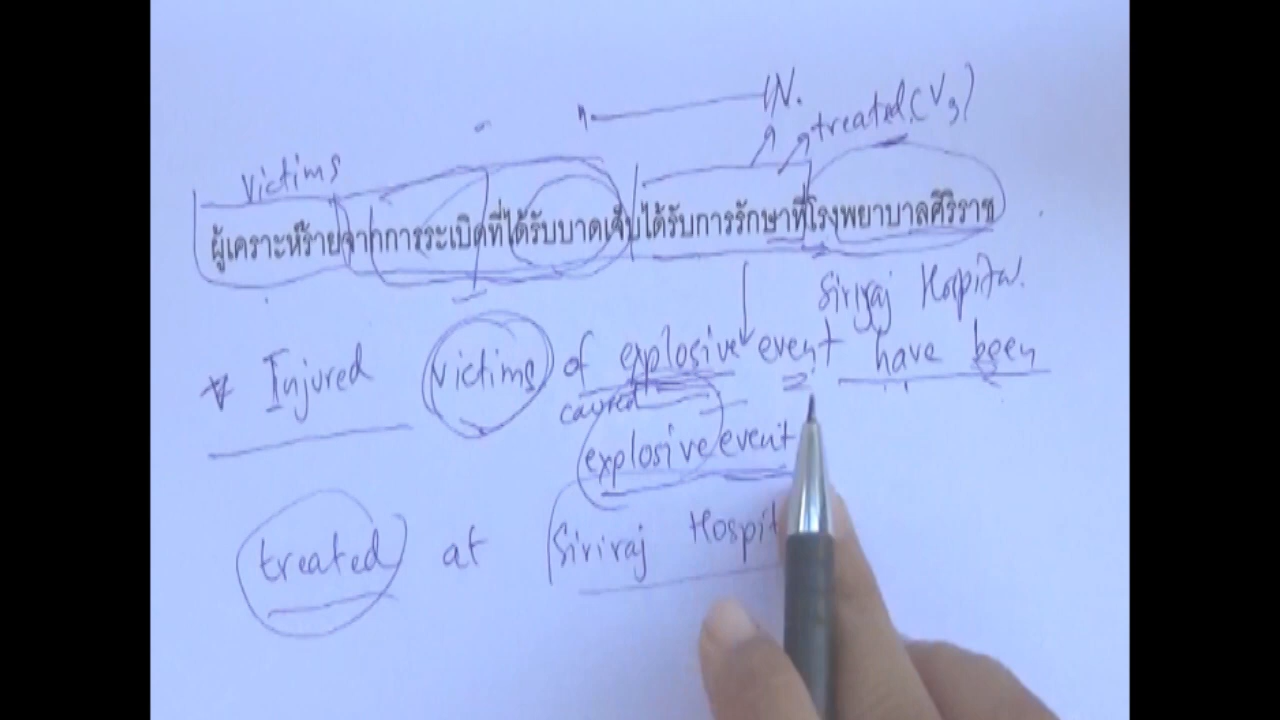 IN.
treated (V3)
victims
ผู้เคราะห์ร้ายจากการระเบิดที่ได้รับบาดเจ็บได้รับการรักษาที่โรงพยาบาลศิริราช
Siriraj Hospital.
* Injured victims of explosive event have been
caused
explosive event
treated at Siriraj Hospit